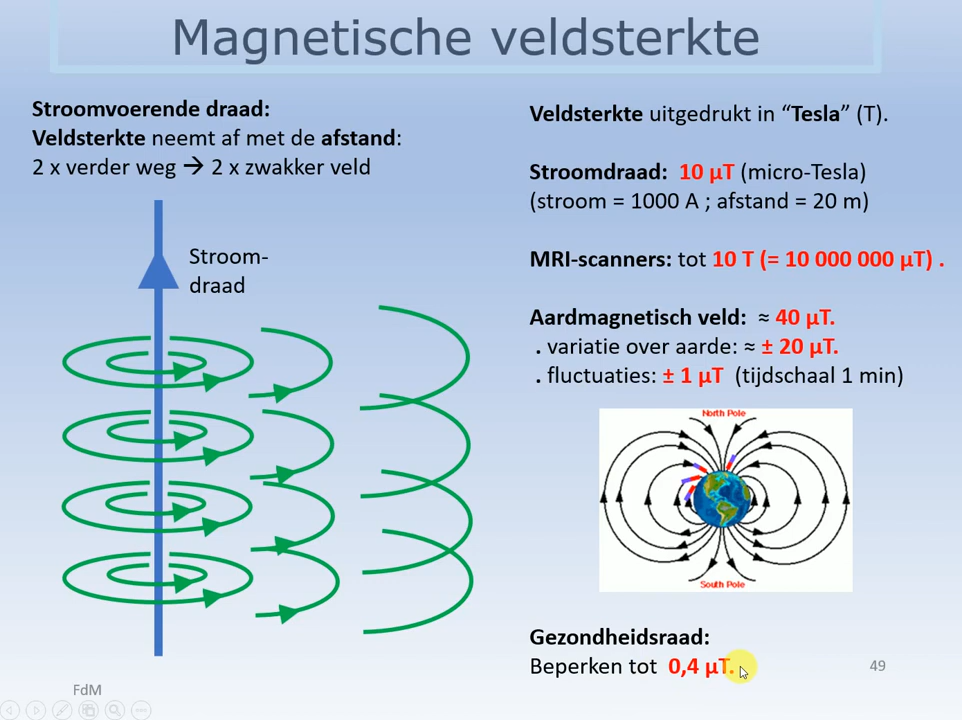 Magnetische veldsterkte
Stroomvoerende draad:
Veldsterkte neemt af met de afstand:
2 x verder weg → 2 x zwakker veld
Stroom-
draad
Veldsterkte uitgedrukt in “Tesla” (T).
Stroomdraad: 10 µT (micro-Tesla)
(stroom = 1000 A ; afstand = 20 m)
MRI-scanners: tot 10 T (= 10 000 000 µT) .
Aardmagnetisch veld: ≈ 40 µT.
. variatie over aarde: ≈ ± 20 µT.
. fluctuaties: ± 1 µT (tijdschaal 1 min)
North Pole
South Pole
Gezondheidsraad:
Beperken tot 0,4 µT.
49
FdM